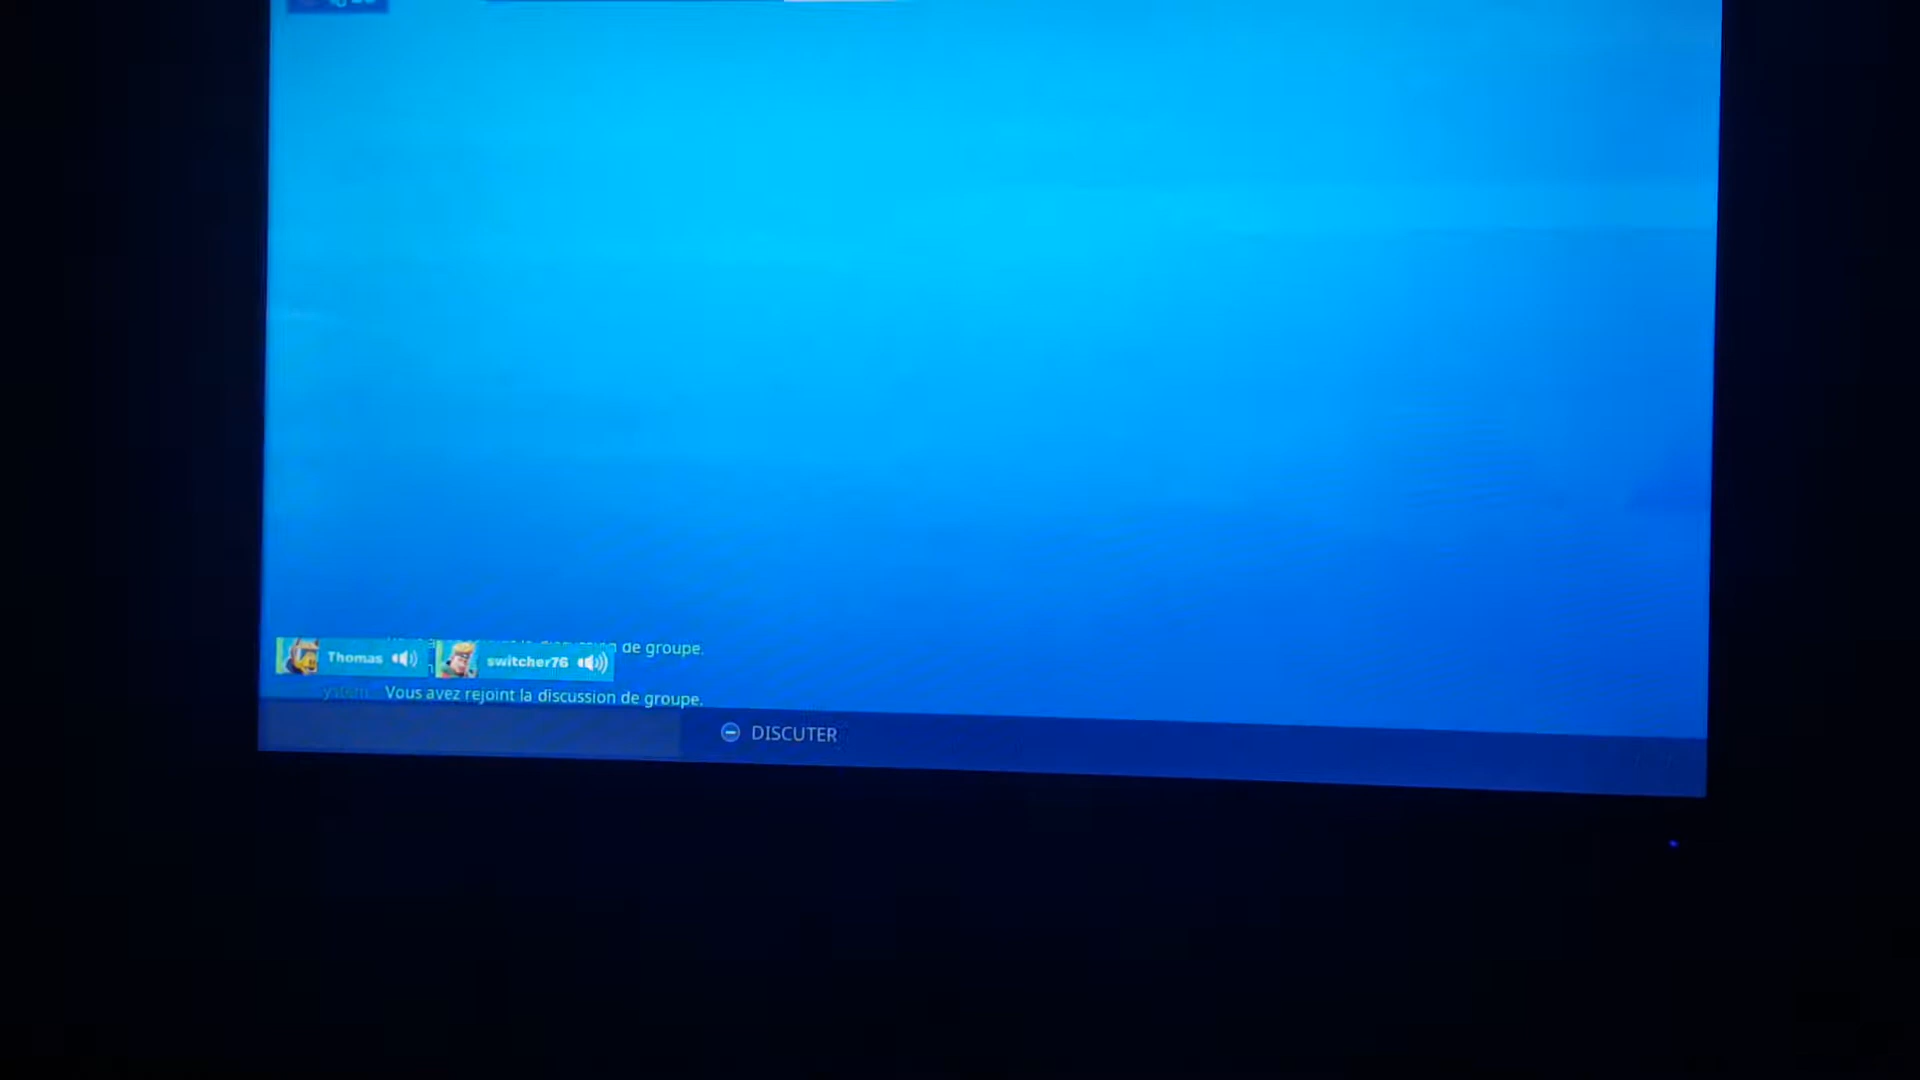 de groupe.
Thomas
switcher76
Vous avez rejoint la discussion de groupe.
DISCUTER